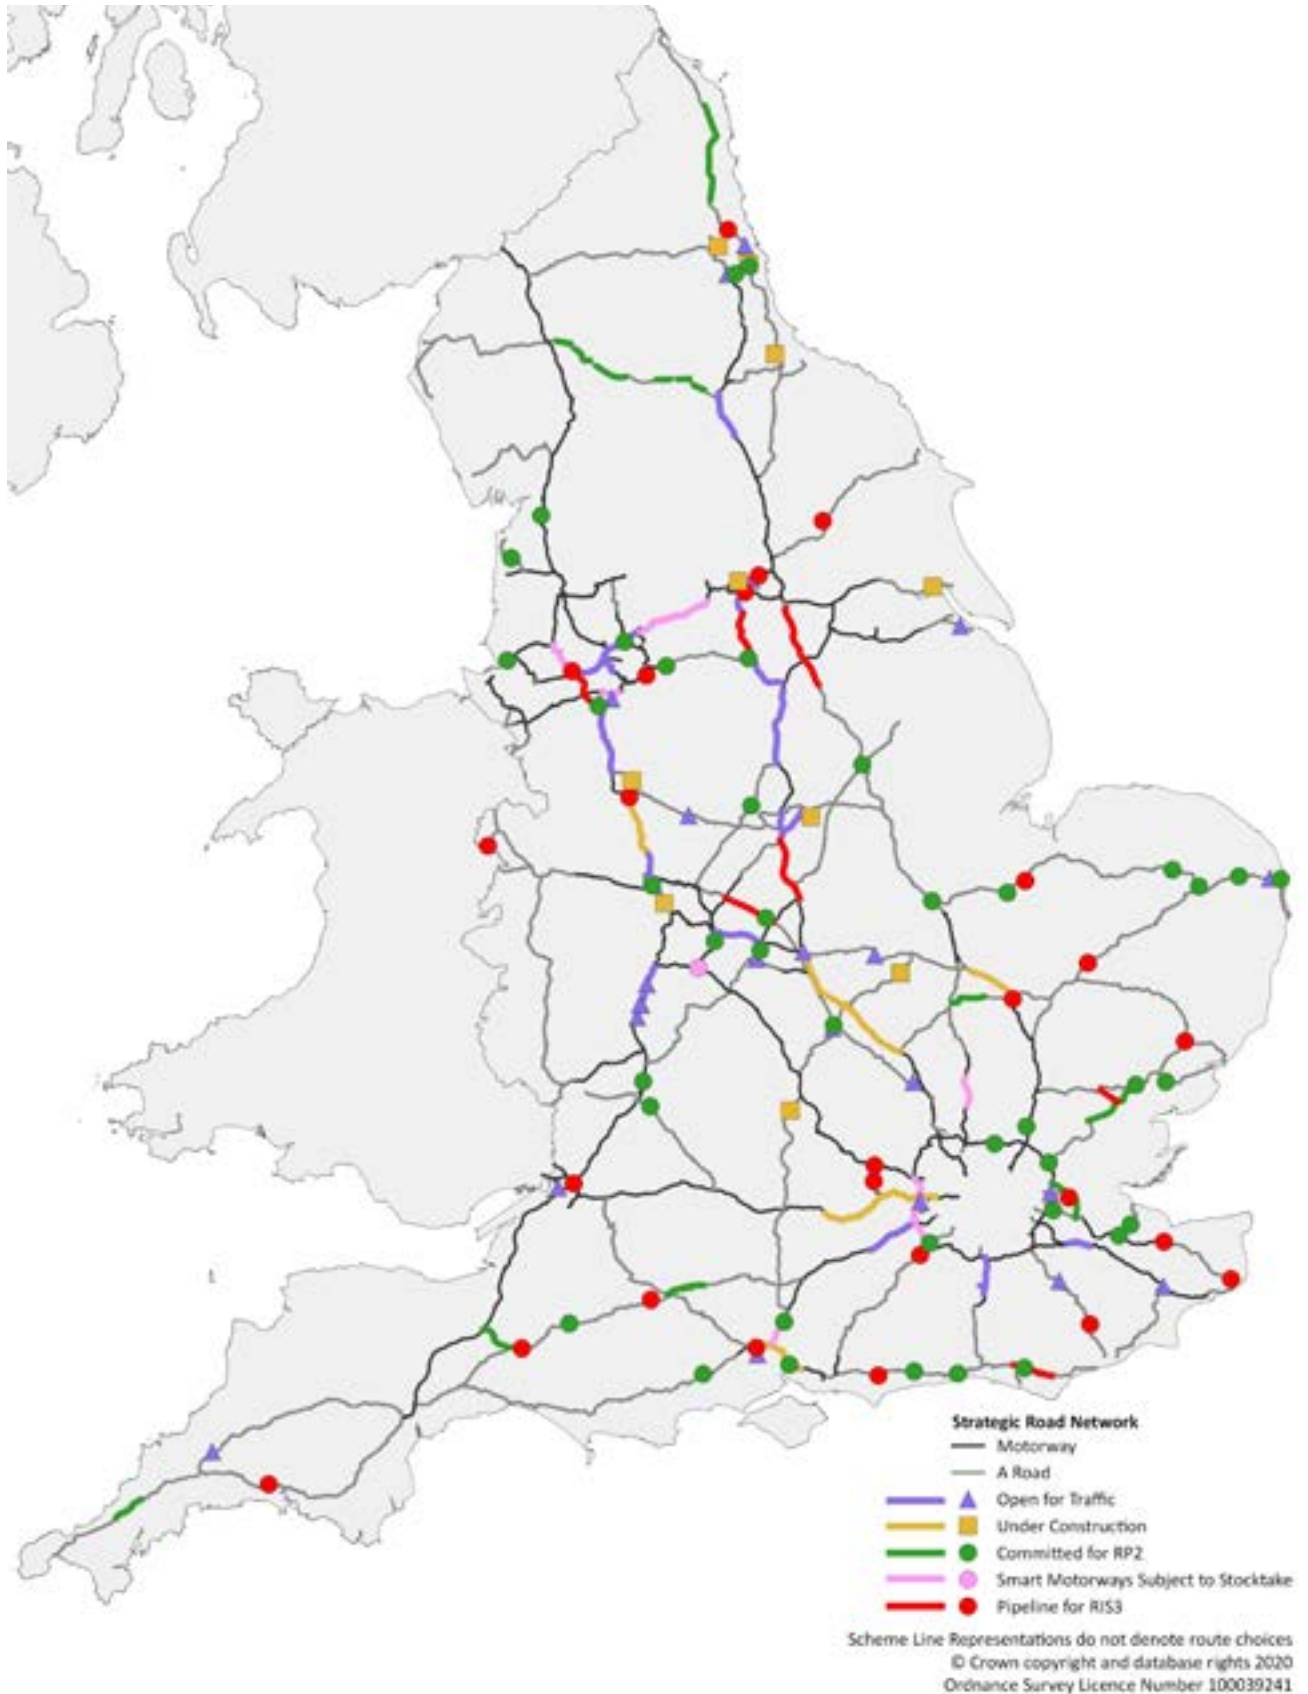 Strategic Road Network
Motorway
A Road
Open for Traffic
Under Construction
Committed for RP2
Smart Motorways Subject to Stocktake
Pipeline for RIS3
Scheme Line Representations do not denote route choices
© Crown copyright and database rights 2020
Ordnance Survey Licence Number 100039241